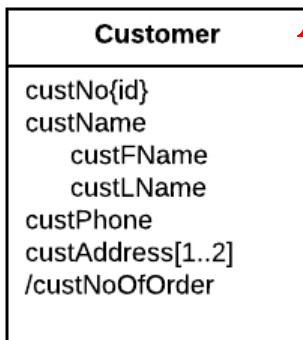 Customer
custNo{id}
custName
custFName
custLName
custPhone
custAddress[1..2]
/custNoOfOrder